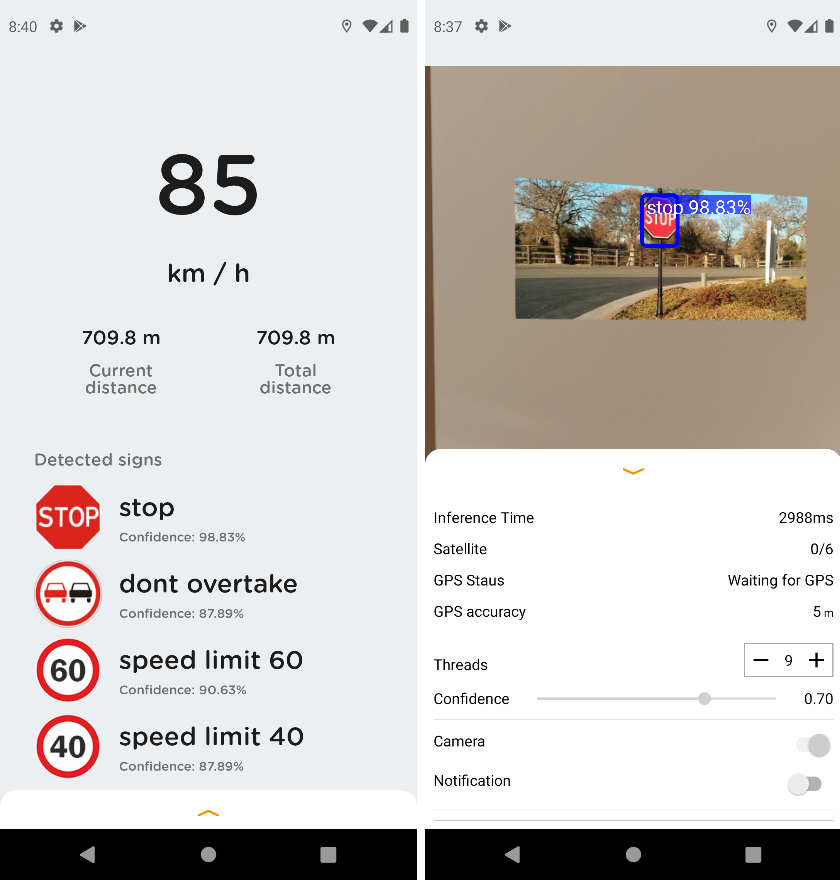 8:40
85
km / h
709.8 m
709.8 m
Current
distance
Total
distance
Detected signs
STOP
stop
Confidence: 98.83%
dont overtake
Confidence: 87.89%
60
speed limit 60
Confidence: 90.63%
40
speed limit 40
Confidence: 87.89%
8:37
stop 98.83%
STOP
Inference Time
2988ms
Satellite
0/6
GPS Staus
Waiting for GPS
GPS accuracy
5 m
Threads
9
Confidence
0.70
Camera
Notification